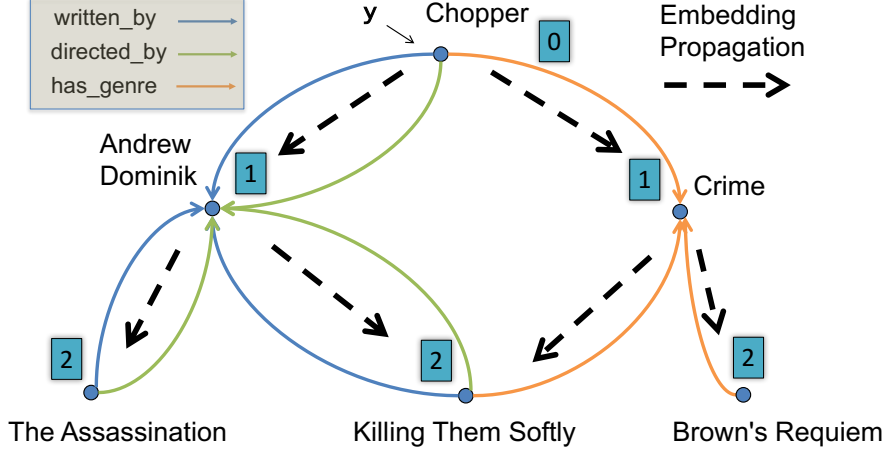 written_by
directed_by
has_genre
y
Chopper
0
Embedding
Propagation
Andrew
Dominik
1
1
Crime
2
2
2
The Assassination
Killing Them Softly
Brown's Requiem